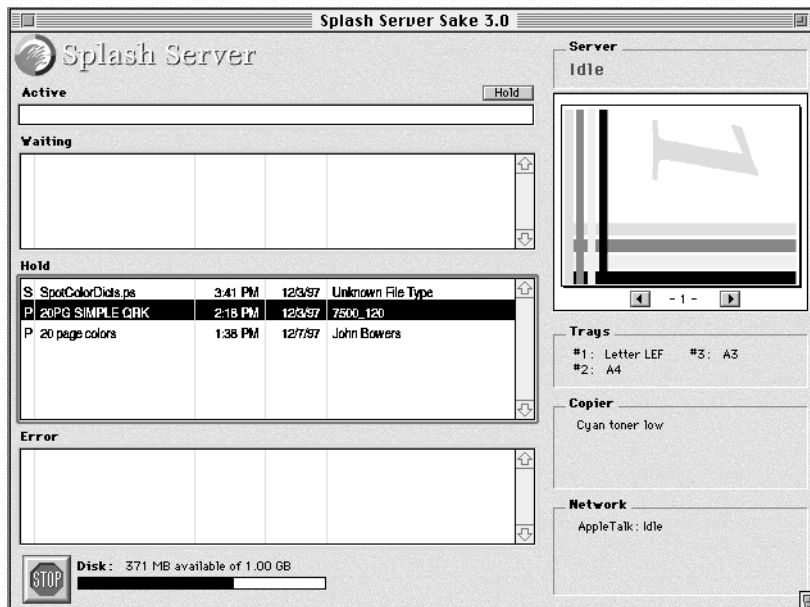 Splash Server Sake 3.0
Splash Server
Active
Hold
Waiting
Hold
S SpotColorDicts.ps 3:41 PM 12/3/97 Unknown File Type
P 20PG SIMPLE QRK 2:18 PM 12/3/97 7500_120
P 20 page colors 1:38 PM 12/7/97 John Bowers
Error
STOP
Disk: 371 MB available of 1.00 GB
Server
Idle
1
- 1 -
Trays
#1: Letter LEF #3: A3
#2: A4
Copier
Cyan toner low
Network
AppleTalk: Idle